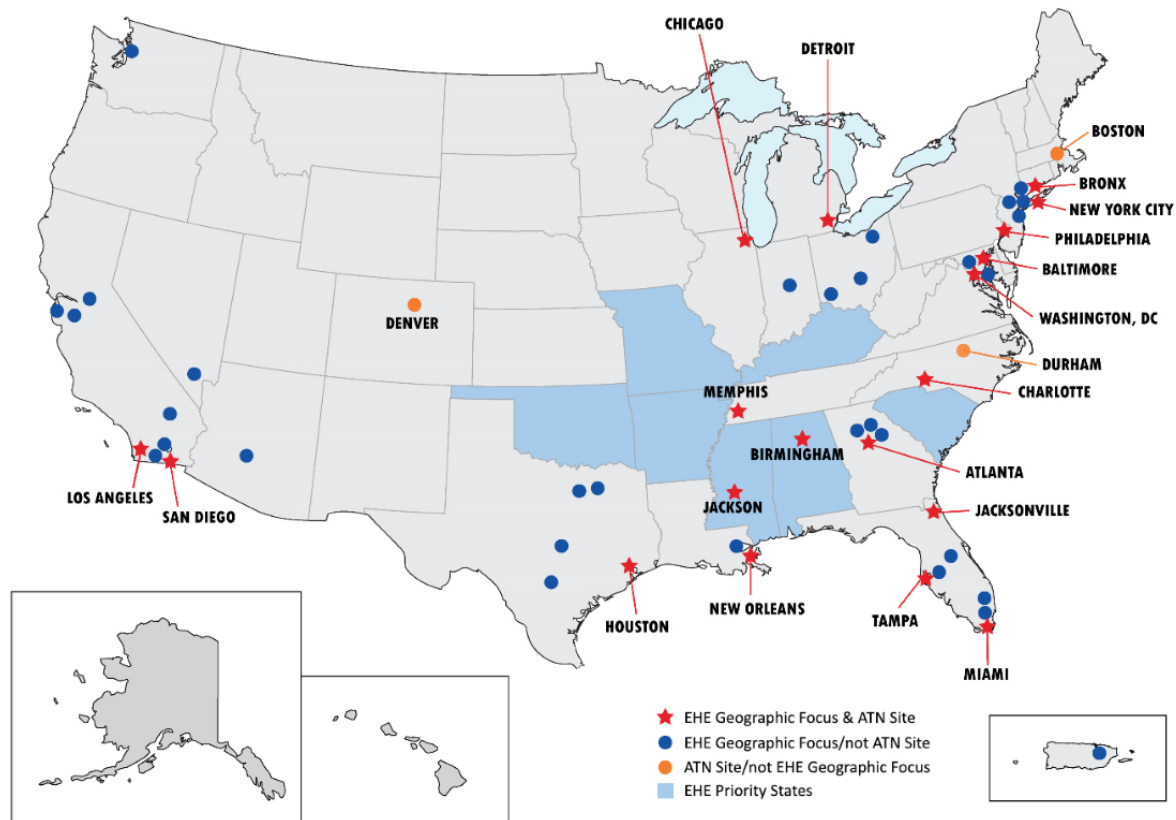 CHICAGO
DETROIT
BOSTON
BRONX
NEW YORK CITY
PHILADELPHIA
BALTIMORE
WASHINGTON, DC
DENVER
DURHAM
CHARLOTTE
MEMPHIS
BIRMINGHAM
ATLANTA
LOS ANGELES
SAN DIEGO
JACKSON
JACKSONVILLE
NEW ORLEANS
HOUSTON
TAMPA
MIAMI
EHE Geographic Focus & ATN Site
EHE Geographic Focus/not ATN Site
ATN Site/not EHE Geographic Focus
EHE Priority States